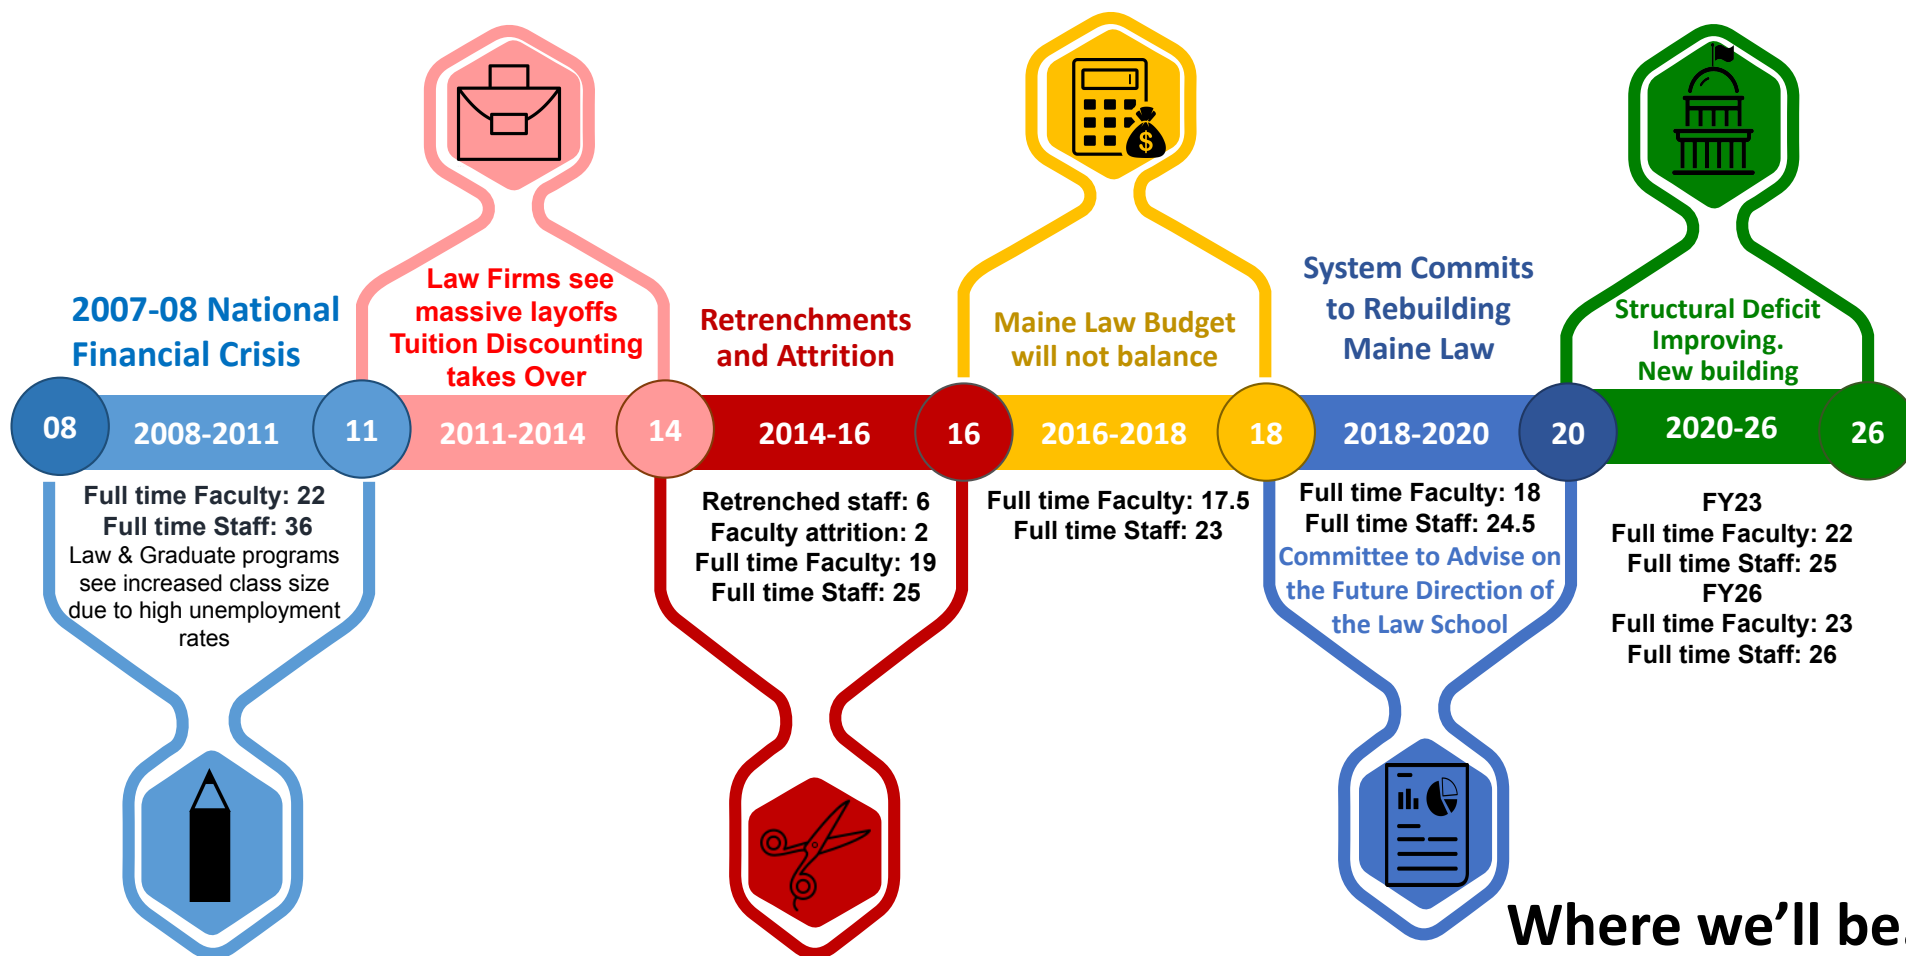 2007-08 National
Financial Crisis
08
2008-2011
11
Full time Faculty: 22
Full time Staff: 36
Law & Graduate programs
see increased class size
due to high unemployment
rates
Law Firms see
massive layoffs
Tuition Discounting
takes Over
2011-2014
14
Retrenchments
and Attrition
2014-16
16
Retrenched staff: 6
Faculty attrition: 2
Full time Faculty: 19
Full time Staff: 25
$
Maine Law Budget
will not balance
2016-2018
18
Full time Faculty: 17.5
Full time Staff: 23
System Commits
to Rebuilding
Maine Law
2018-2020
20
Full time Faculty: 18
Full time Staff: 24.5
Committee to Advise on
the Future Direction of
the Law School
Structural Deficit
Improving.
New building
2020-26
26
FY23
Full time Faculty: 22
Full time Staff: 25
FY26
Full time Faculty: 23
Full time Staff: 26
Where we’ll be.